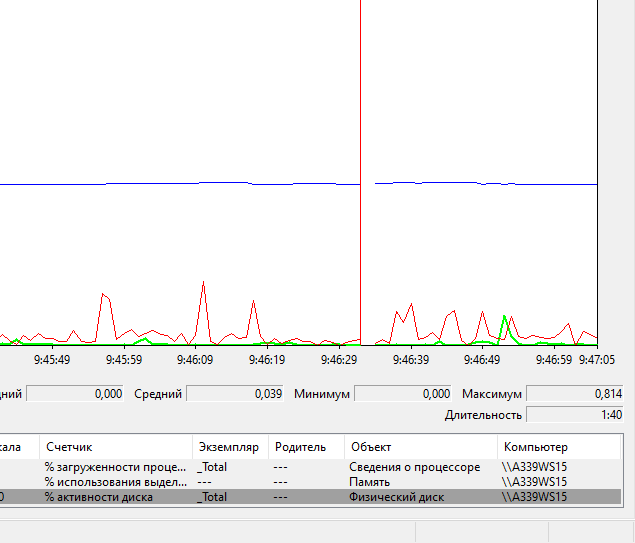 9:45:49 9:45:59 9:46:09 9:46:19 9:46:29 9:46:39 9:46:49 9:46:59 9:47:05
дний 0,000 Средний 0,039 Минимум 0,000 Максимум 0,814
Длительность 1:40
кала Счетчик Экземпляр Родитель Объект Компьютер
% загруженности проце... _Total --- Сведения о процессоре \\A339WS15
% использования выдел... --- --- Память \\A339WS15
0 % активности диска _Total --- Физический диск \\A339WS15